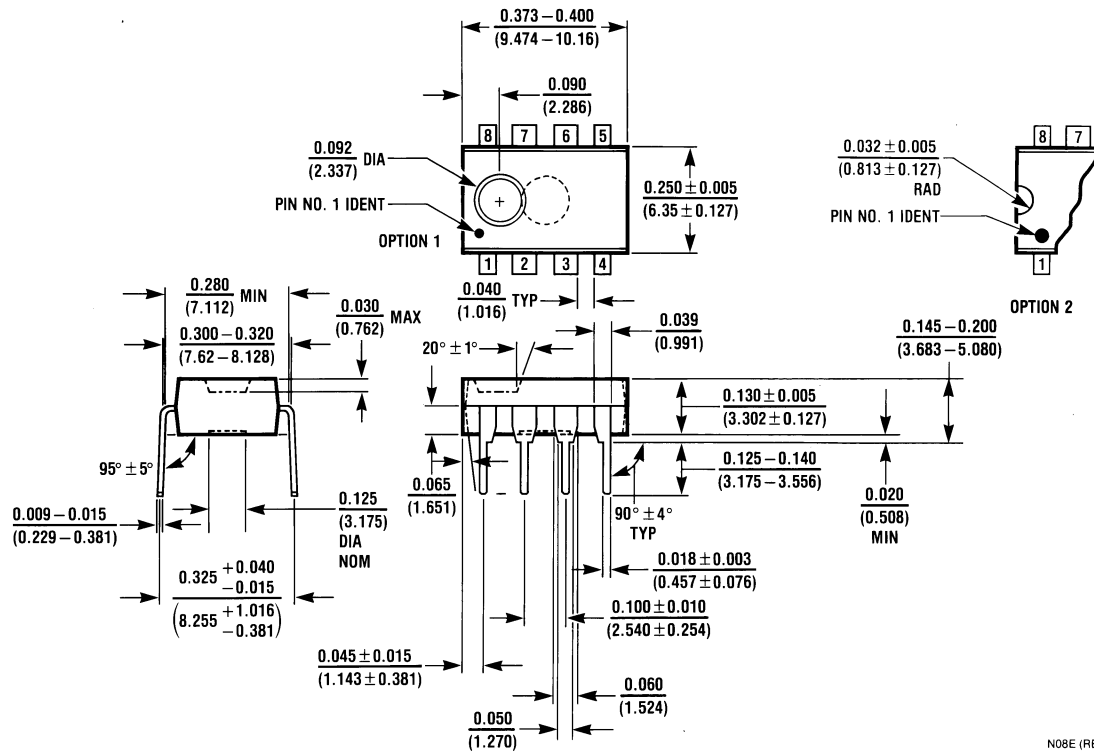 0.373 – 0.400
(9.474 – 10.16)
0.090
(2.286)
8 7 6 5
0.092 DIA
(2.337)
PIN NO. 1 IDENT
OPTION 1
0.250 ± 0.005
(6.35 ± 0.127)
1 2 3 4
0.032 ± 0.005
(0.813 ± 0.127)
RAD
PIN NO. 1 IDENT
8 7
1
OPTION 2
0.280 MIN
(7.112)
0.300 – 0.320
(7.62 – 8.128)
0.030 MAX
(0.762)
0.040 TYP
(1.016)
0.039
(0.991)
20° ± 1°
0.145 – 0.200
(3.683 – 5.080)
0.130 ± 0.005
(3.302 ± 0.127)
0.125 – 0.140
(3.175 – 3.556)
0.020
(0.508)
MIN
95° ± 5°
0.065
(1.651)
90° ± 4°
TYP
0.009 – 0.015
(0.229 – 0.381)
0.125
(3.175)
DIA
NOM
0.018 ± 0.003
(0.457 ± 0.076)
0.325 +0.040
–0.015
(8.255 +1.016
–0.381)
0.100 ± 0.010
(2.540 ± 0.254)
0.045 ± 0.015
(1.143 ± 0.381)
0.060
(1.524)
0.050
(1.270)
N08E (RE